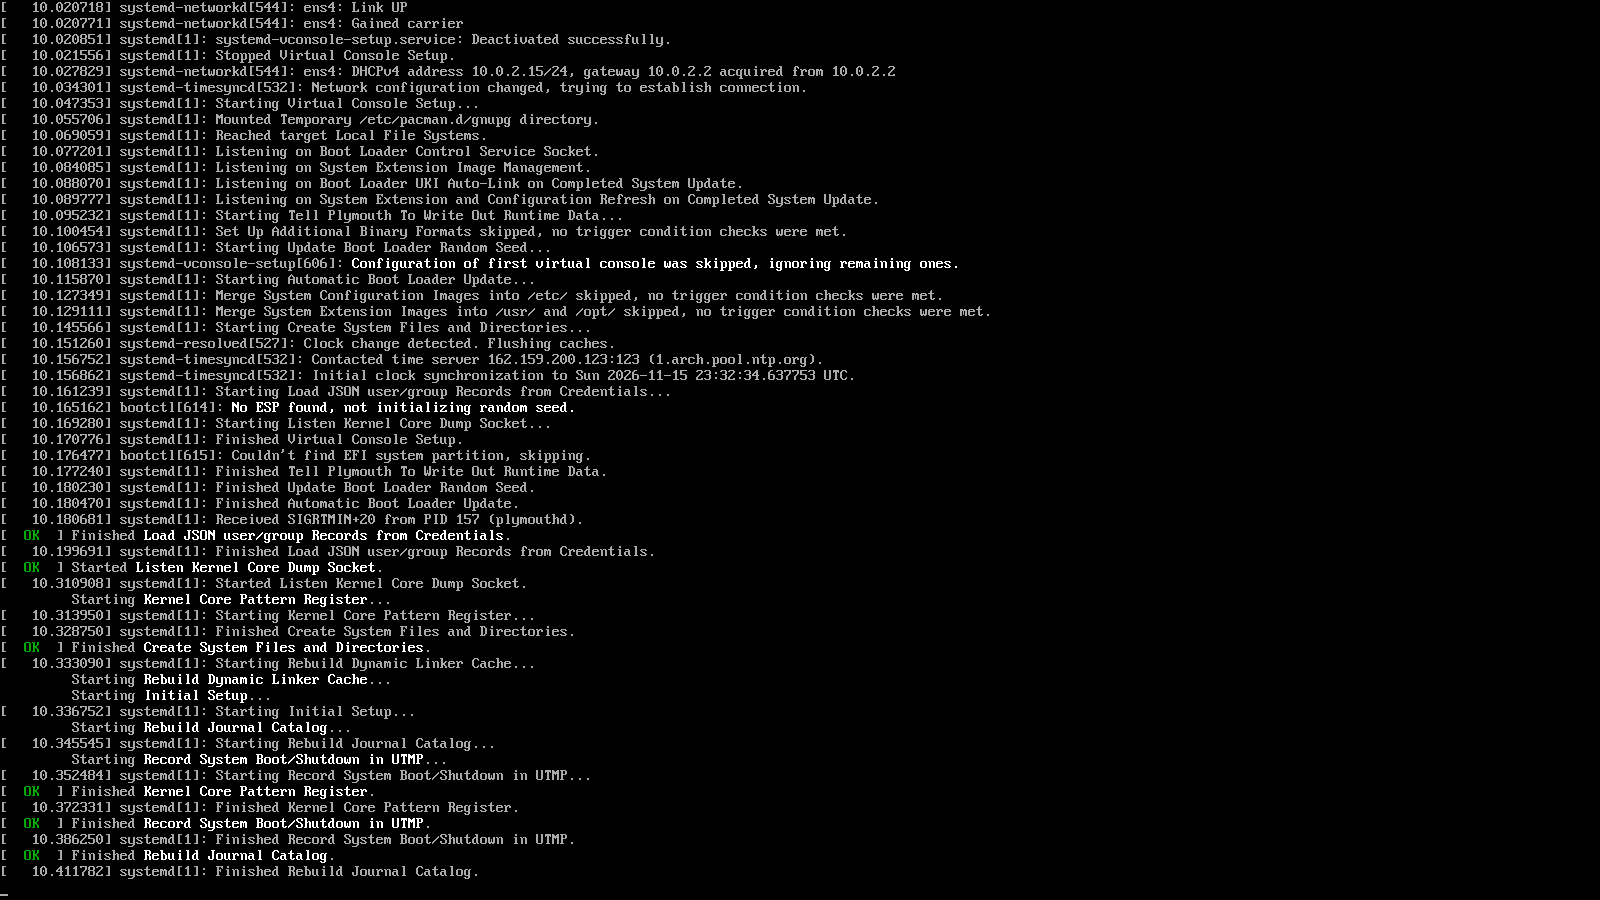 [   10.020718] systemd-networkd[544]: ens4: Link UP
[   10.020771] systemd-networkd[544]: ens4: Gained carrier
[   10.020851] systemd[1]: systemd-vconsole-setup.service: Deactivated successfully.
[   10.021556] systemd[1]: Stopped Virtual Console Setup.
[   10.027829] systemd-networkd[544]: ens4: DHCPv4 address 10.0.2.15/24, gateway 10.0.2.2 acquired from 10.0.2.2
[   10.034301] systemd-timesyncd[532]: Network configuration changed, trying to establish connection.
[   10.047353] systemd[1]: Starting Virtual Console Setup...
[   10.055706] systemd[1]: Mounted Temporary /etc/pacman.d/gnupg directory.
[   10.069059] systemd[1]: Reached target Local File Systems.
[   10.077201] systemd[1]: Listening on Boot Loader Control Service Socket.
[   10.084085] systemd[1]: Listening on System Extension Image Management.
[   10.088070] systemd[1]: Listening on Boot Loader UKI Auto-Link on Completed System Update.
[   10.089777] systemd[1]: Listening on System Extension and Configuration Refresh on Completed System Update.
[   10.095232] systemd[1]: Starting Tell Plymouth To Write Out Runtime Data...
[   10.100454] systemd[1]: Set Up Additional Binary Formats skipped, no trigger condition checks were met.
[   10.106573] systemd[1]: Starting Update Boot Loader Random Seed...
[   10.108133] systemd-vconsole-setup[606]: Configuration of first virtual console was skipped, ignoring remaining ones.
[   10.115870] systemd[1]: Starting Automatic Boot Loader Update...
[   10.127349] systemd[1]: Merge System Configuration Images into /etc/ skipped, no trigger condition checks were met.
[   10.129111] systemd[1]: Merge System Extension Images into /usr/ and /opt/ skipped, no trigger condition checks were met.
[   10.145566] systemd[1]: Starting Create System Files and Directories...
[   10.151260] systemd-resolved[527]: Clock change detected. Flushing caches.
[   10.156752] systemd-timesyncd[532]: Contacted time server 162.159.200.123:123 (1.arch.pool.ntp.org).
[   10.156862] systemd-timesyncd[532]: Initial clock synchronization to Sun 2026-11-15 23:32:34.637753 UTC.
[   10.161239] systemd[1]: Starting Load JSON user/group Records from Credentials...
[   10.165162] bootctl[614]: No ESP found, not initializing random seed.
[   10.169280] systemd[1]: Starting Listen Kernel Core Dump Socket...
[   10.170776] systemd[1]: Finished Virtual Console Setup.
[   10.176477] bootctl[615]: Couldn't find EFI system partition, skipping.
[   10.177240] systemd[1]: Finished Tell Plymouth To Write Out Runtime Data.
[   10.180230] systemd[1]: Finished Update Boot Loader Random Seed.
[   10.180470] systemd[1]: Finished Automatic Boot Loader Update.
[   10.180681] systemd[1]: Received SIGRTMIN+20 from PID 157 (plymouthd).
[  OK  ] Finished Load JSON user/group Records from Credentials.
[   10.199691] systemd[1]: Finished Load JSON user/group Records from Credentials.
[  OK  ] Started Listen Kernel Core Dump Socket.
[   10.310908] systemd[1]: Started Listen Kernel Core Dump Socket.
         Starting Kernel Core Pattern Register...
[   10.313950] systemd[1]: Starting Kernel Core Pattern Register...
[   10.328750] systemd[1]: Finished Create System Files and Directories.
[  OK  ] Finished Create System Files and Directories.
[   10.333090] systemd[1]: Starting Rebuild Dynamic Linker Cache...
         Starting Rebuild Dynamic Linker Cache...
         Starting Initial Setup...
[   10.336752] systemd[1]: Starting Initial Setup...
         Starting Rebuild Journal Catalog...
[   10.345545] systemd[1]: Starting Rebuild Journal Catalog...
         Starting Record System Boot/Shutdown in UTMP...
[   10.352484] systemd[1]: Starting Record System Boot/Shutdown in UTMP...
[  OK  ] Finished Kernel Core Pattern Register.
[   10.372331] systemd[1]: Finished Kernel Core Pattern Register.
[  OK  ] Finished Record System Boot/Shutdown in UTMP.
[   10.386250] systemd[1]: Finished Record System Boot/Shutdown in UTMP.
[  OK  ] Finished Rebuild Journal Catalog.
[   10.411782] systemd[1]: Finished Rebuild Journal Catalog.